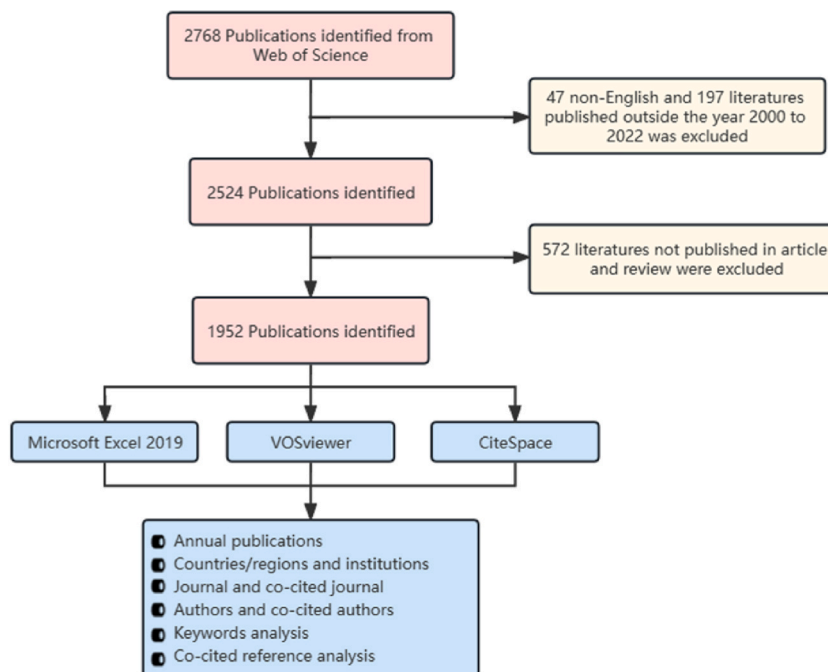 2768 Publications identified from
Web of Science
47 non-English and 197 literatures
published outside the year 2000 to
2022 was excluded
2524 Publications identified
572 literatures not published in article
and review were excluded
1952 Publications identified
Microsoft Excel 2019
VOSviewer
CiteSpace
Annual publications
Countries/regions and institutions
Journal and co-cited journal
Authors and co-cited authors
Keywords analysis
Co-cited reference analysis